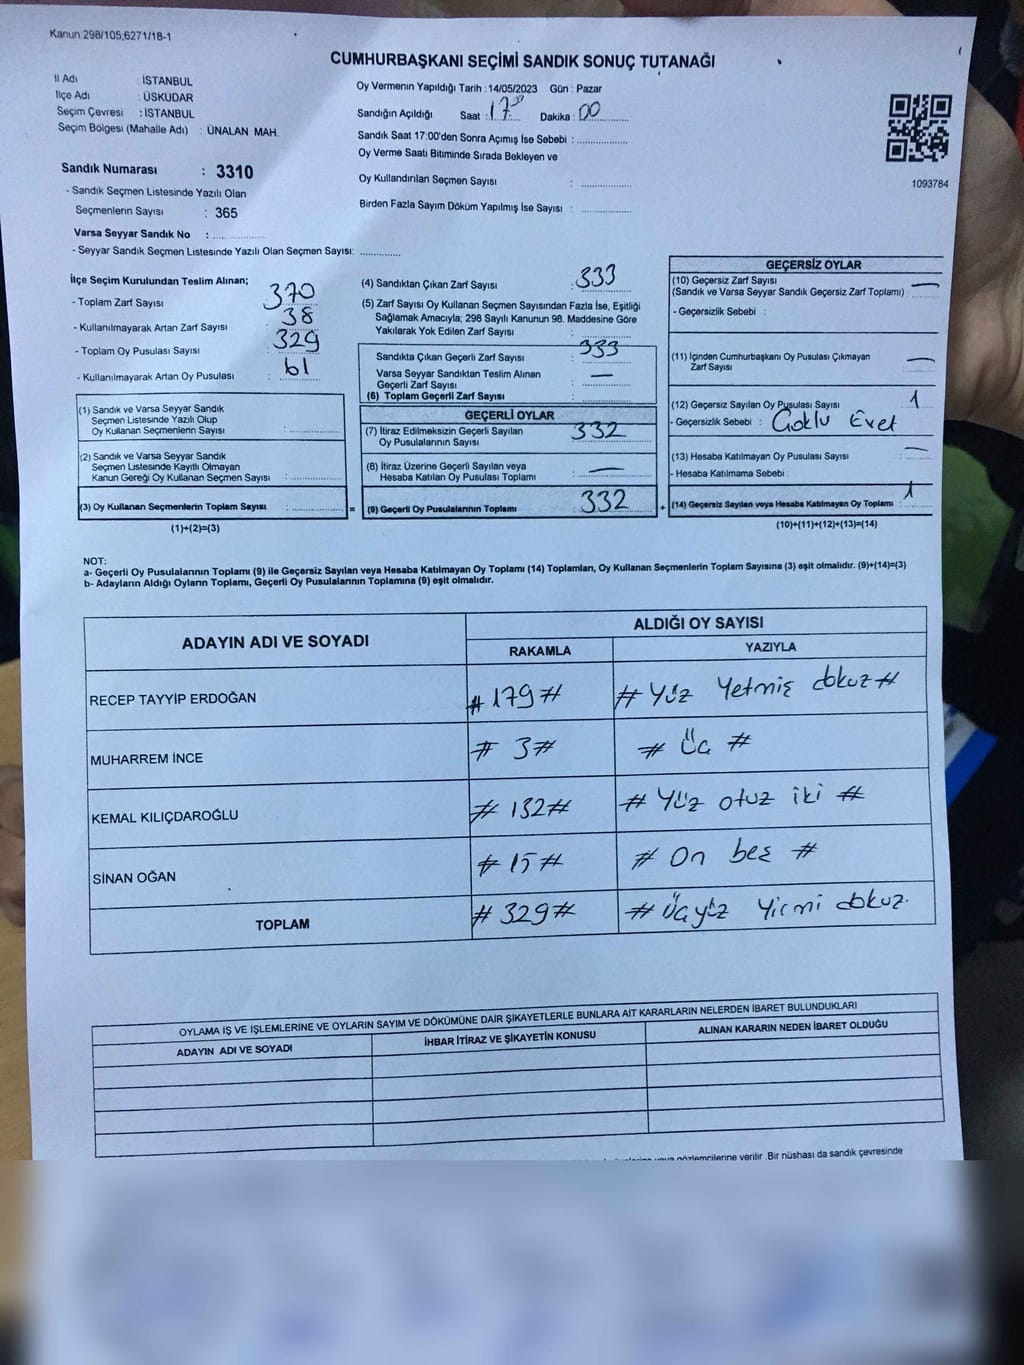 Kanun:298/105,6271/18-1
CUMHURBAŞKANI SEÇİMİ SANDIK SONUÇ TUTANAĞI
İl Adı : İSTANBUL
İlçe Adı : ÜSKÜDAR
Seçim Çevresi : İSTANBUL
Seçim Bölgesi (Mahalle Adı) : ÜNALAN MAH.
Sandık Numarası : 3310
- Sandık Seçmen Listesinde Yazılı Olan
Seçmenlerin Sayısı : 365
Varsa Seyyar Sandık No : ..............
- Seyyar Sandık Seçmen Listesinde Yazılı Olan Seçmen Sayısı: ............
Oy Vermenin Yapıldığı Tarih : 14/05/2023 Gün : Pazar
Sandığın Açıldığı Saat : 17 Dakika : 00
Sandık Saat 17:00'den Sonra Açılmış İse Sebebi : ..............
Oy Verme Saati Bitiminde Sırada Bekleyen ve
Oy Kullandırılan Seçmen Sayısı : ..............
Birden Fazla Sayım Döküm Yapılmış İse Sayısı : ..............
1093784
İlçe Seçim Kurulundan Teslim Alınan;
- Toplam Zarf Sayısı : 370
- Kullanılmayarak Artan Zarf Sayısı : 38
- Toplam Oy Pusulası Sayısı : 329
- Kullanılmayarak Artan Oy Pusulası : 61
(1) Sandık ve Varsa Seyyar Sandık
Seçmen Listesinde Yazılı Olup
Oy Kullanan Seçmenlerin Sayısı : ..............
(2) Sandık ve Varsa Seyyar Sandık
Seçmen Listesinde Kayıtlı Olmayan
Kanun Gereği Oy Kullanan Seçmen Sayısı : ..............
(3) Oy Kullanan Seçmenlerin Toplam Sayısı : ..............
(1)+(2)=(3)
=
(4) Sandıktan Çıkan Zarf Sayısı : 333
(5) Zarf Sayısı Oy Kullanan Seçmen Sayısından Fazla İse, Eşitliği
Sağlamak Amacıyla; 298 Sayılı Kanunun 98. Maddesine Göre
Yakılarak Yok Edilen Zarf Sayısı : ..............
Sandıkta Çıkan Geçerli Zarf Sayısı : 333
Varsa Seyyar Sandıktan Teslim Alınan
Geçerli Zarf Sayısı : —
(6) Toplam Geçerli Zarf Sayısı : ..............
GEÇERLİ OYLAR
(7) İtiraz Edilmeksizin Geçerli Sayılan
Oy Pusulalarının Sayısı : 332
(8) İtiraz Üzerine Geçerli Sayılan veya
Hesaba Katılan Oy Pusulası Toplamı : —
(9) Geçerli Oy Pusulalarının Toplamı : 332
+
GEÇERSİZ OYLAR
(10) Geçersiz Zarf Sayısı
(Sandık ve Varsa Seyyar Sandık Geçersiz Zarf Toplamı) : —
- Geçersizlik Sebebi :
(11) İçinden Cumhurbaşkanı Oy Pusulası Çıkmayan
Zarf Sayısı : —
(12) Geçersiz Sayılan Oy Pusulası Sayısı : 1
- Geçersizlik Sebebi : Çoklu Evet
(13) Hesaba Katılmayan Oy Pusulası Sayısı : —
- Hesaba Katılmama Sebebi :
(14) Geçersiz Sayılan veya Hesaba Katılmayan Oy Toplamı : 1
(10)+(11)+(12)+(13)=(14)
NOT:
a- Geçerli Oy Pusulalarının Toplamı (9) ile Geçersiz Sayılan veya Hesaba Katılmayan Oy Toplamı (14) Toplamları, Oy Kullanan Seçmenlerin Toplam Sayısına (3) eşit olmalıdır. (9)+(14)=(3)
b- Adayların Aldığı Oyların Toplamı, Geçerli Oy Pusulalarının Toplamına (9) eşit olmalıdır.
ADAYIN ADI VE SOYADI ALDIĞI OY SAYISI
RAKAMLA YAZIYLA
RECEP TAYYİP ERDOĞAN # 179 # # Yüz Yetmiş dokuz #
MUHARREM İNCE # 3 # # Üç #
KEMAL KILIÇDAROĞLU # 132 # # Yüz otuz iki #
SİNAN OĞAN # 15 # # On beş #
TOPLAM # 329 # # Üçyüz Yirmi dokuz.
OYLAMA İŞ VE İŞLEMLERİNE VE OYLARIN SAYIM VE DÖKÜMÜNE DAİR ŞİKAYETLERLE BUNLARA AİT KARARLARIN NELERDEN İBARET BULUNDUKLARI
ADAYIN ADI VE SOYADI İHBAR İTİRAZ VE ŞİKAYETİN KONUSU ALINAN KARARIN NEDEN İBARET OLDUĞU
veya gözlemcilerine verilir .Bir nüshası da sandık çevresinde